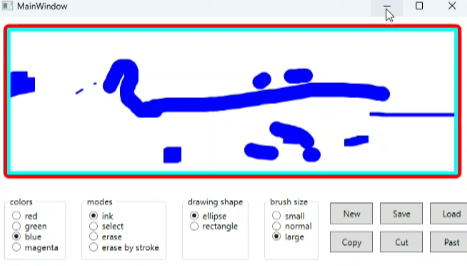 MainWindow
colors
red
green
blue
magenta
modes
ink
select
erase
erase by stroke
drawing shape
ellipse
rectangle
brush size
small
normal
large
New
Save
Load
Copy
Cut
Past